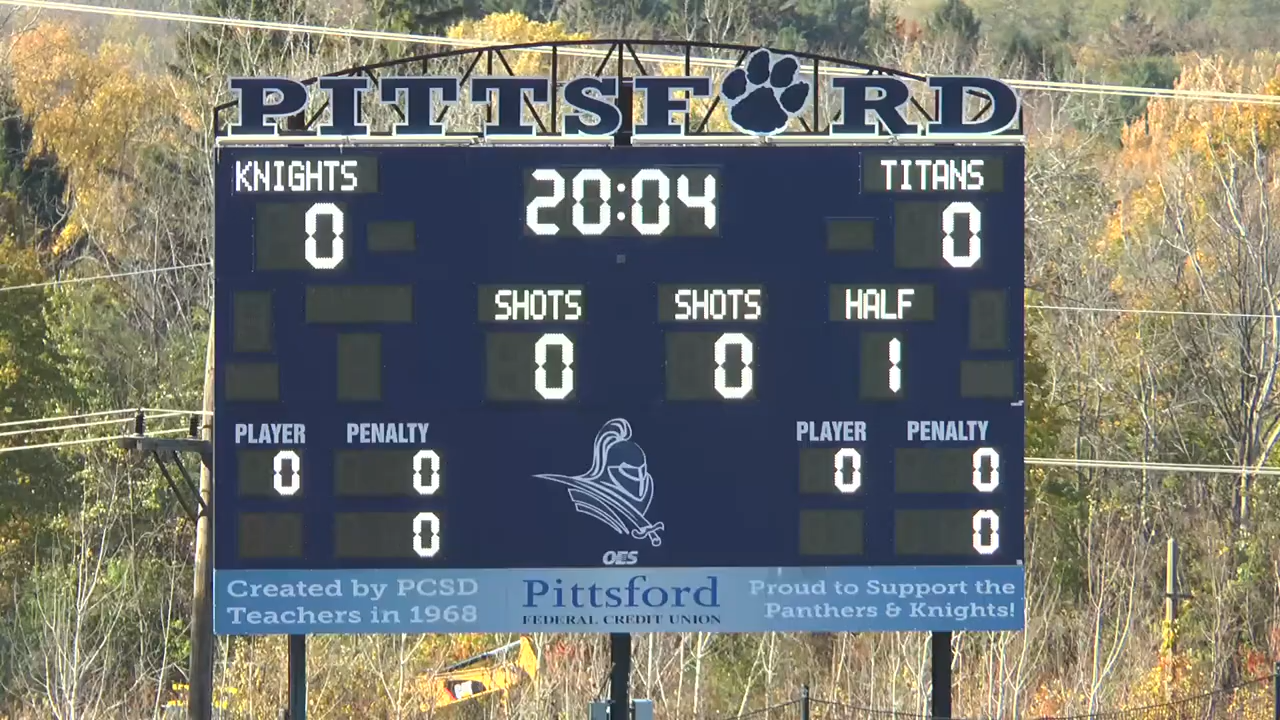 PITTSFORD
KNIGHTS 20:04 TITANS
0 0
SHOTS SHOTS HALF
0 0 1
PLAYER PENALTY PLAYER PENALTY
0 0 0 0
0 0
OES
Created by PCSD Pittsford Proud to Support the
Teachers in 1968 FEDERAL CREDIT UNION Panthers & Knights!